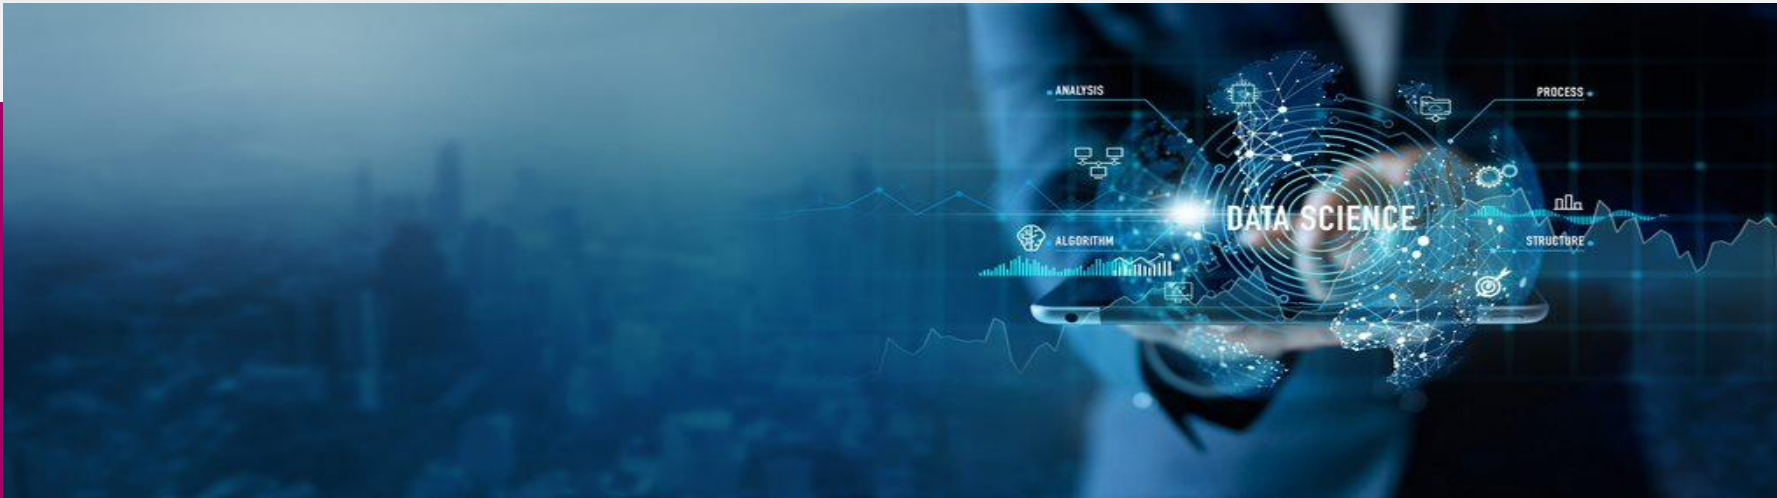 ANALYSIS
PROCESS
DATA SCIENCE
ALGORITHM
STRUCTURE